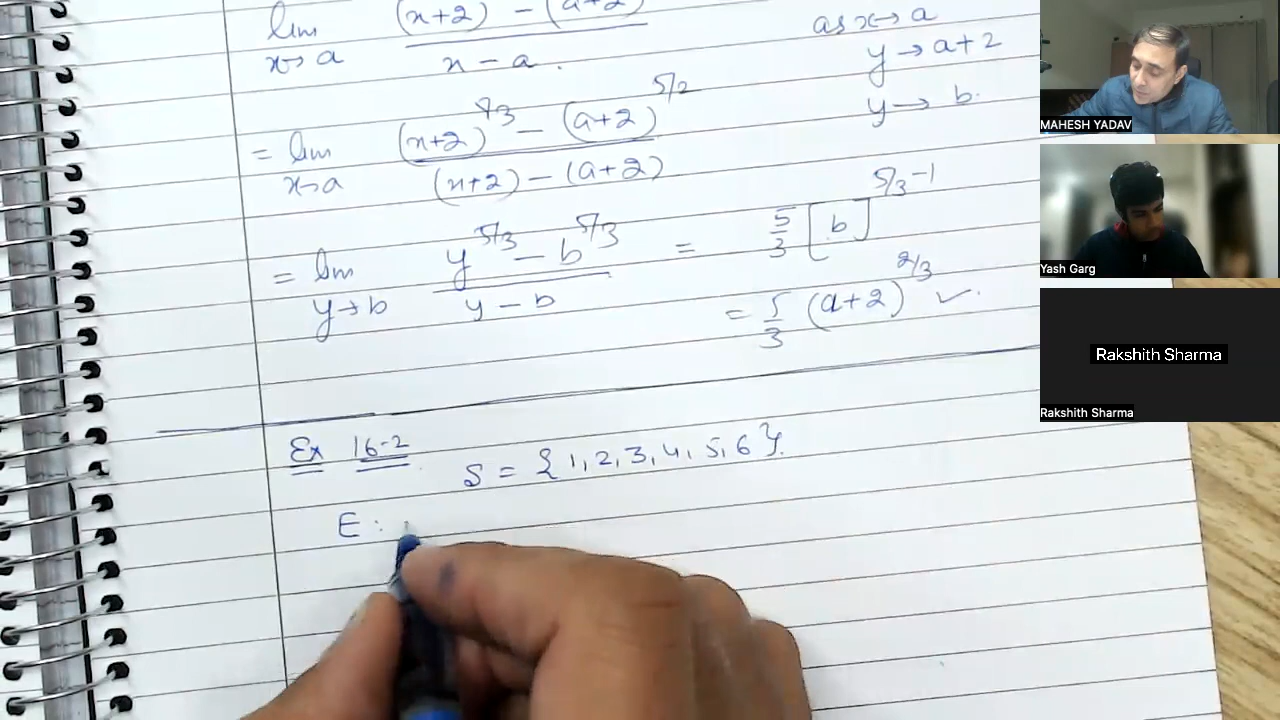 lim (x+2) - (a+2)
x→a x - a.
as x→a
y → a+2
y → b.
= lim (x+2)^5/3 - (a+2)^5/2
x→a (x+2) - (a+2)
= lim y^5/3 - b^5/3 = 5/3 [b]^5/3-1
y→b y - b
= 5/3 (a+2)^2/3 ✓.
Ex 16-2
S = {1, 2, 3, 4, 5, 6}.
E:
MAHESH YADAV
Yash Garg
Rakshith Sharma
Rakshith Sharma